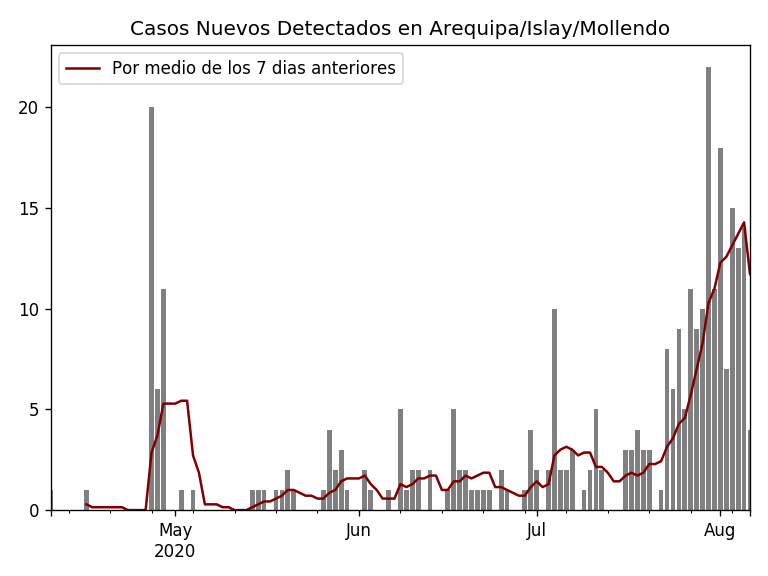 Casos Nuevos Detectados en Arequipa/Islay/Mollendo
Por medio de los 7 dias anteriores
20
15
10
5
0
May Jun Jul Aug
2020